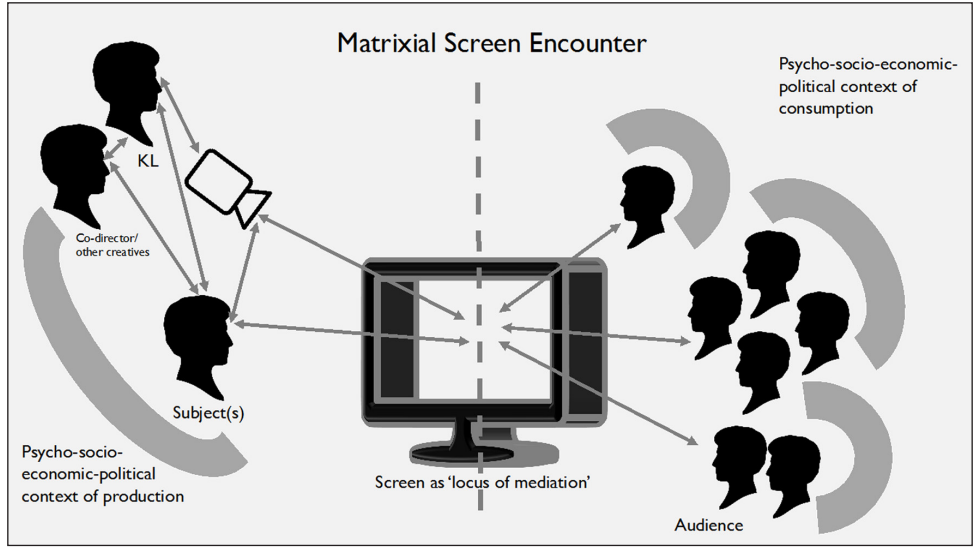 Matrixial Screen Encounter
Psycho-socio-economic-
political context of
consumption
KL
Co-director/
other creatives
Subject(s)
Psycho-socio-
economic-political
context of production
Screen as ‘locus of mediation’
Audience